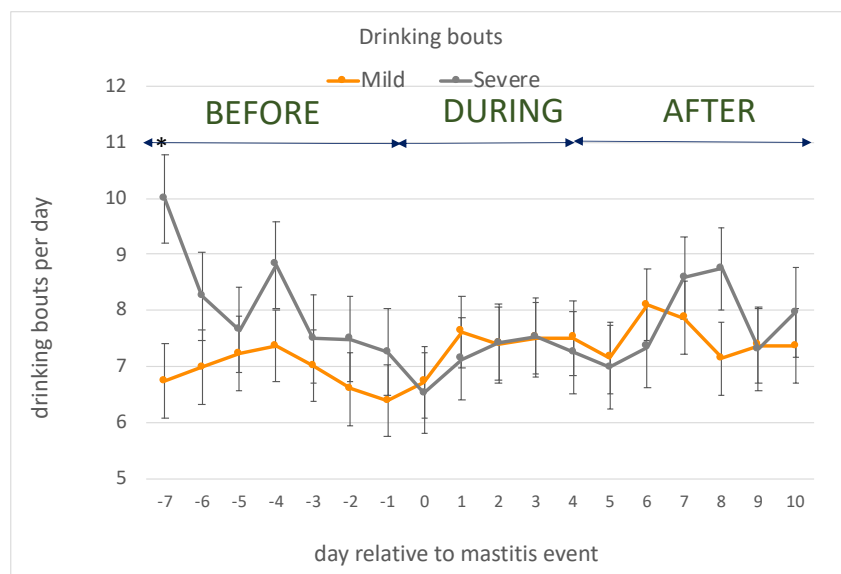 Drinking bouts
Mild Severe
BEFORE DURING AFTER
*
12
11
10
9
8
7
6
5
drinking bouts per day
-7 -6 -5 -4 -3 -2 -1 0 1 2 3 4 5 6 7 8 9 10
day relative to mastitis event